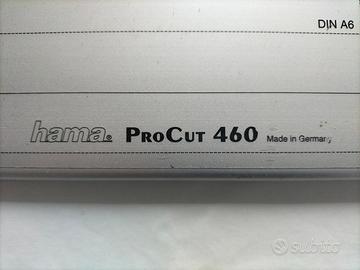 DIN A6
hama® PROCUT 460 Made in Germany
subito